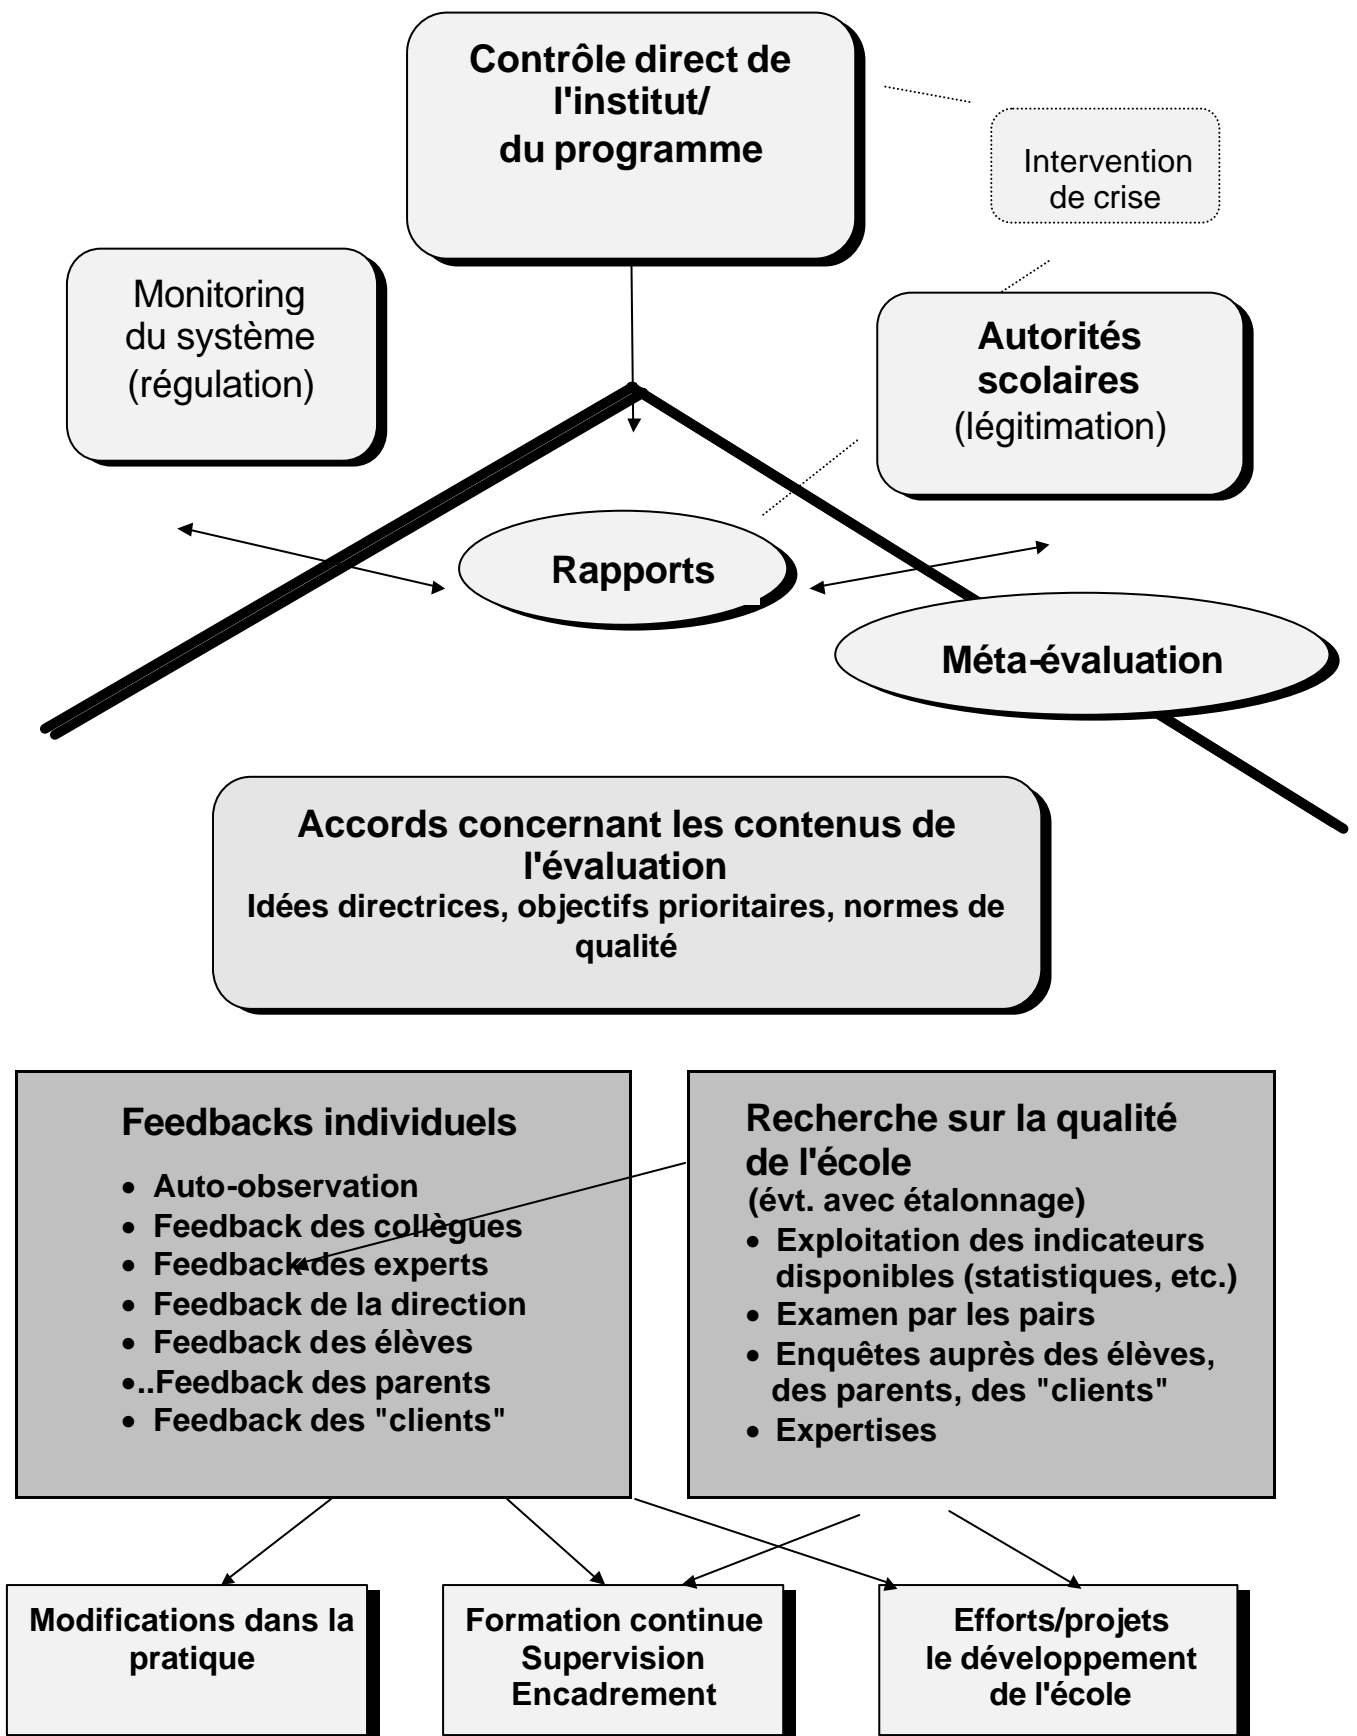 Contrôle direct de
l'institut/
du programme
Intervention
de crise
Monitoring
du système
(régulation)
Autorités
scolaires
(légitimation)
Rapports
Méta-évaluation
Accords concernant les contenus de
l'évaluation
Idées directrices, objectifs prioritaires, normes de
qualité
Feedbacks individuels
• Auto-observation
• Feedback des collègues
• Feedback des experts
• Feedback de la direction
• Feedback des élèves
•..Feedback des parents
• Feedback des "clients"
Recherche sur la qualité
de l'école
(évt. avec étalonnage)
• Exploitation des indicateurs
disponibles (statistiques, etc.)
• Examen par les pairs
• Enquêtes auprès des élèves,
des parents, des "clients"
• Expertises
Modifications dans la
pratique
Formation continue
Supervision
Encadrement
Efforts/projets
le développement
de l'école